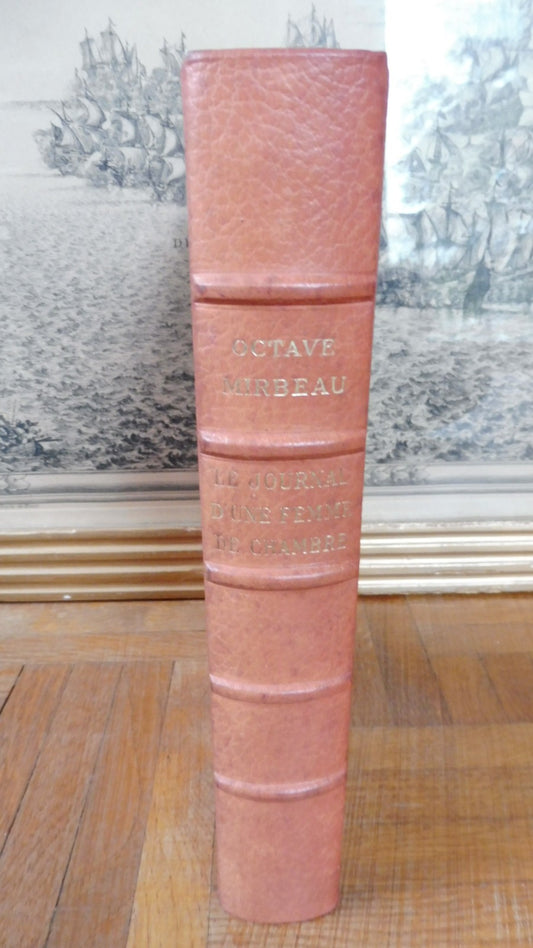 OCTAVE
MIRBEAU
LE JOURNAL
D'UNE FEMME
DE CHAMBRE